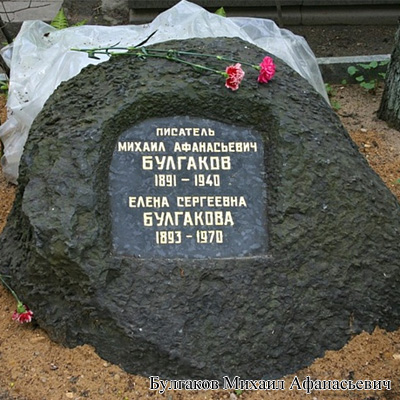 ПИСАТЕЛЬ
МИХАИЛ АФАНАСЬЕВИЧ
БУЛГАКОВ
1891 – 1940
ЕЛЕНА СЕРГЕЕВНА
БУЛГАКОВА
1893 – 1970
Булгаков Михаил Афанасьевич